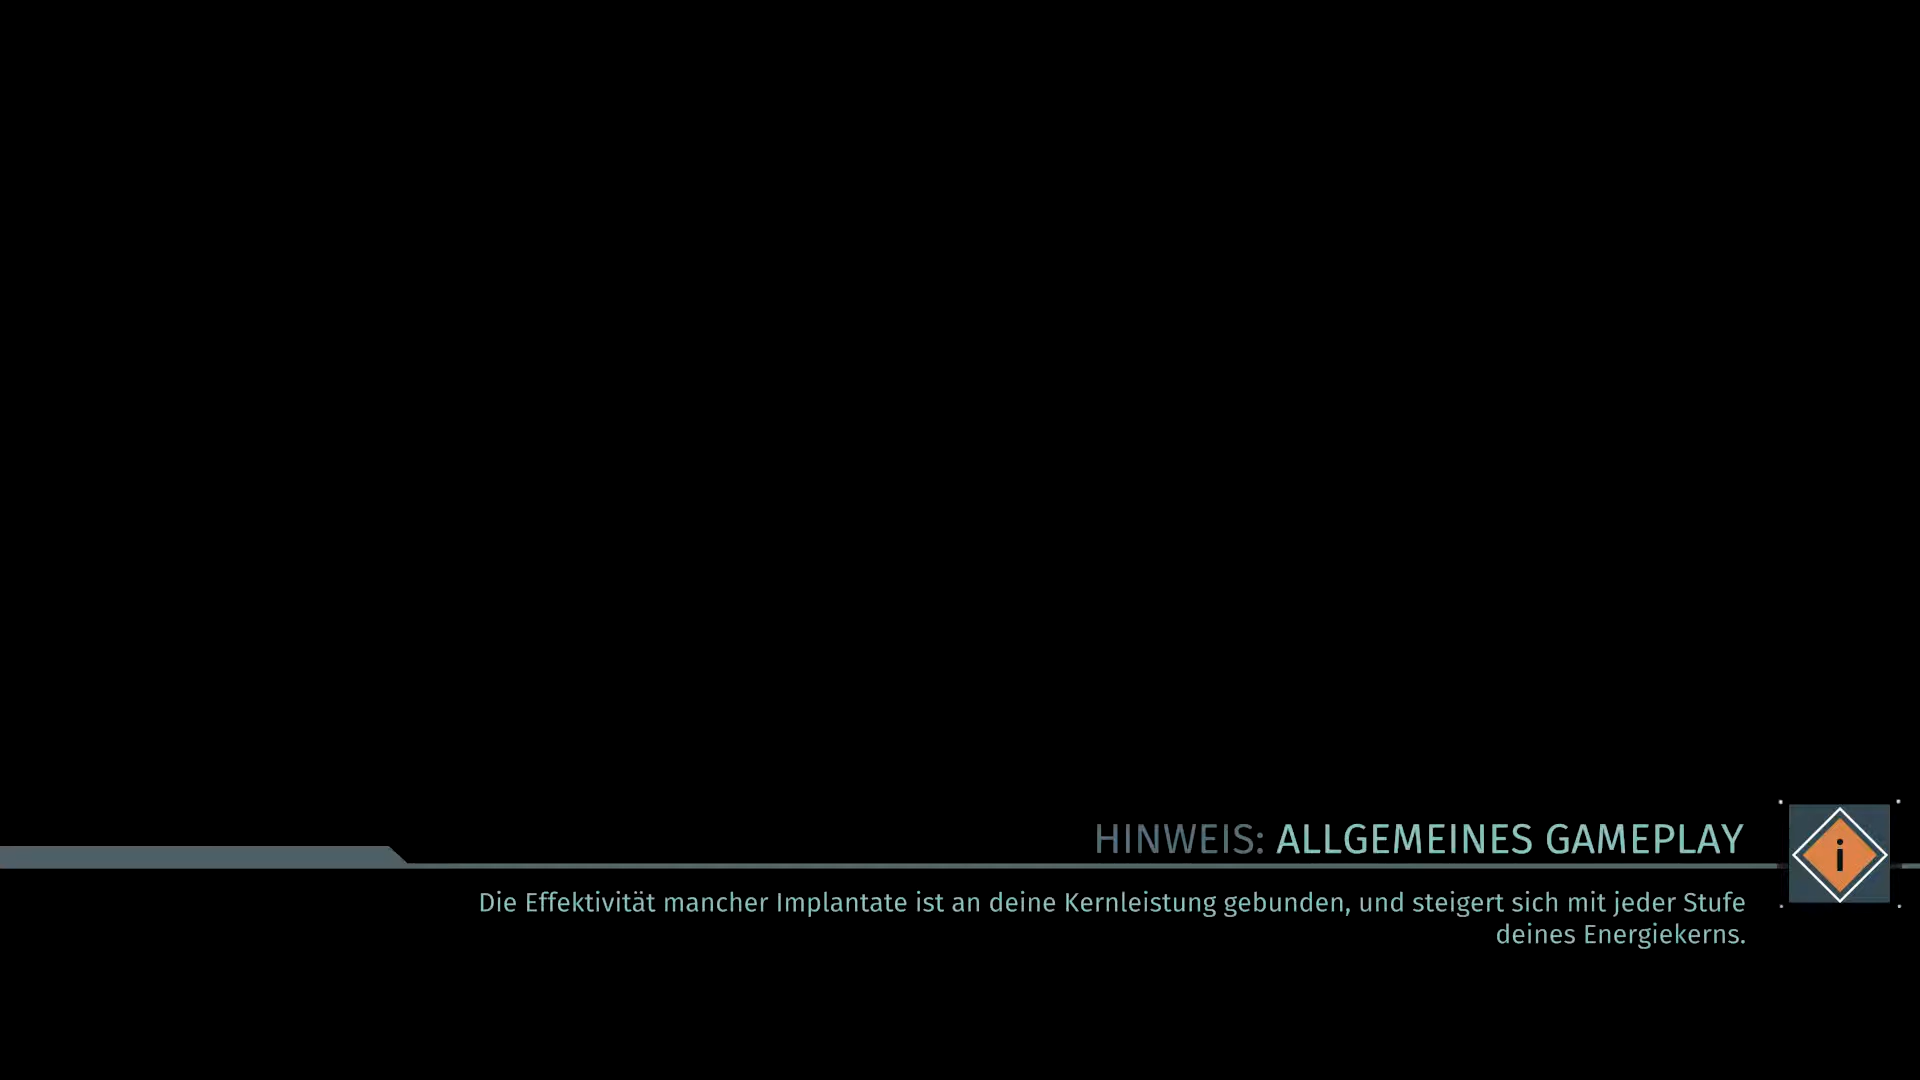 HINWEIS: ALLGEMEINES GAMEPLAY
i
Die Effektivität mancher Implantate ist an deine Kernleistung gebunden, und steigert sich mit jeder Stufe
deines Energiekerns.